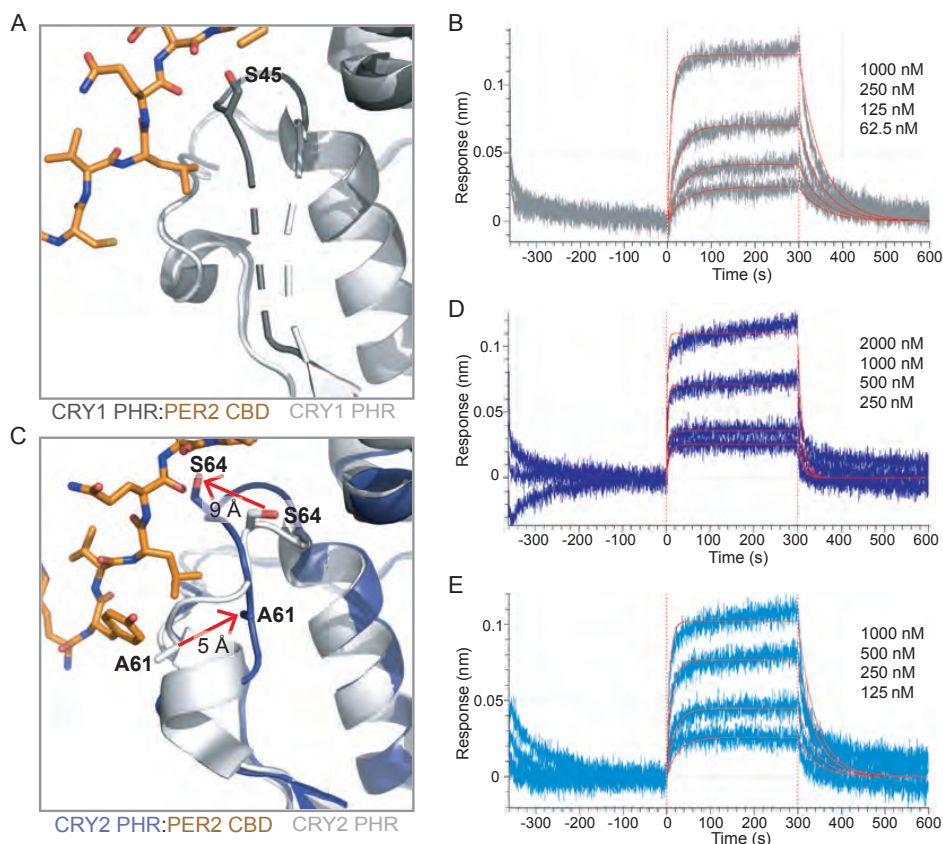 A
S45
CRY1 PHR:PER2 CBD CRY1 PHR
B
Response (nm)
0.1
0.05
0
1000 nM
250 nM
125 nM
62.5 nM
-300 -200 -100 0 100 200 300 400 500 600
Time (s)
C
S64
9 Å
S64
A61
5 Å
A61
CRY2 PHR:PER2 CBD CRY2 PHR
D
Response (nm)
0.1
0.05
0
2000 nM
1000 nM
500 nM
250 nM
-300 -200 -100 0 100 200 300 400 500 600
Time (s)
E
Response (nm)
0.1
0.05
0
1000 nM
500 nM
250 nM
125 nM
-300 -200 -100 0 100 200 300 400 500 600
Time (s)